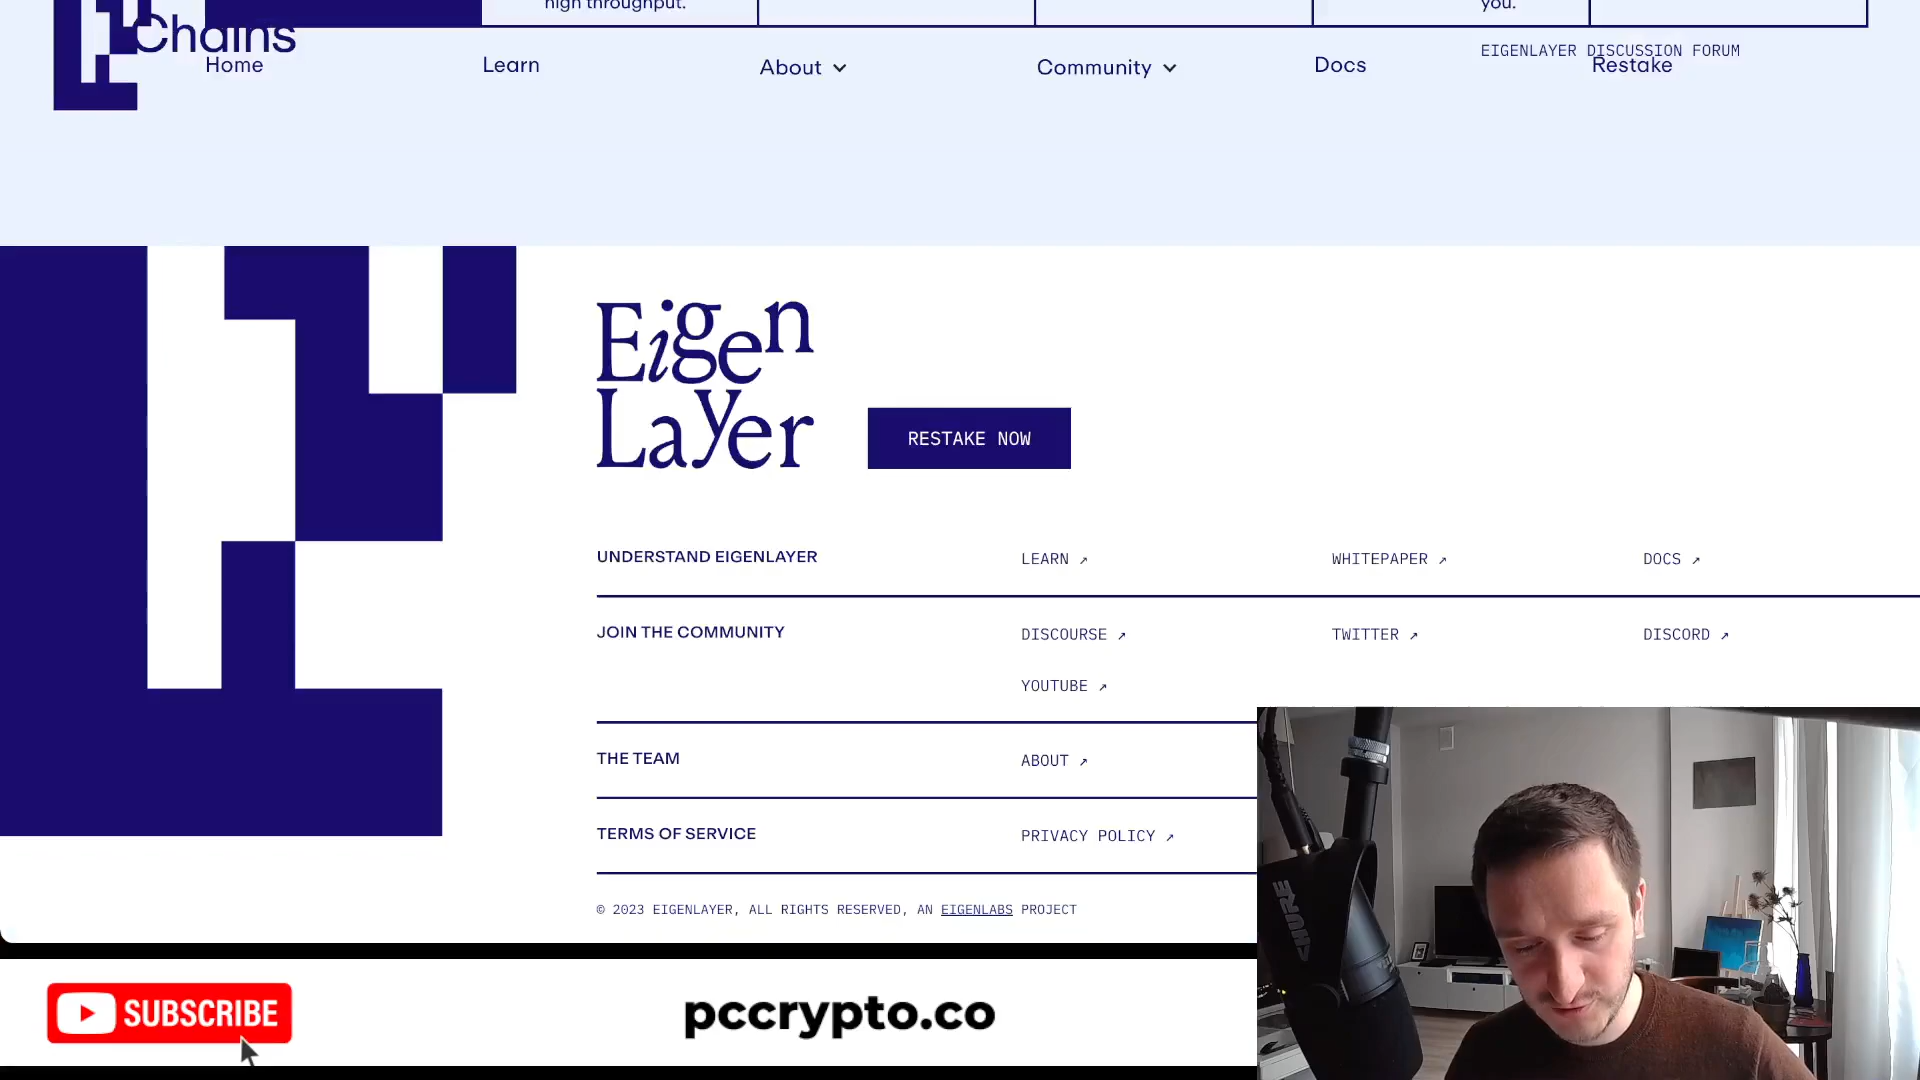 high throughput.
you.
Chains
EIGENLAYER DISCUSSION FORUM
Home
Learn
About
Community
Docs
Restake
Eigen
Layer
RESTAKE NOW
UNDERSTAND EIGENLAYER
LEARN ↗
WHITEPAPER ↗
DOCS ↗
JOIN THE COMMUNITY
DISCOURSE ↗
TWITTER ↗
DISCORD ↗
YOUTUBE ↗
THE TEAM
ABOUT ↗
TERMS OF SERVICE
PRIVACY POLICY ↗
© 2023 EIGENLAYER, ALL RIGHTS RESERVED, AN EIGENLABS PROJECT
SUBSCRIBE
pccrypto.co
SHURE